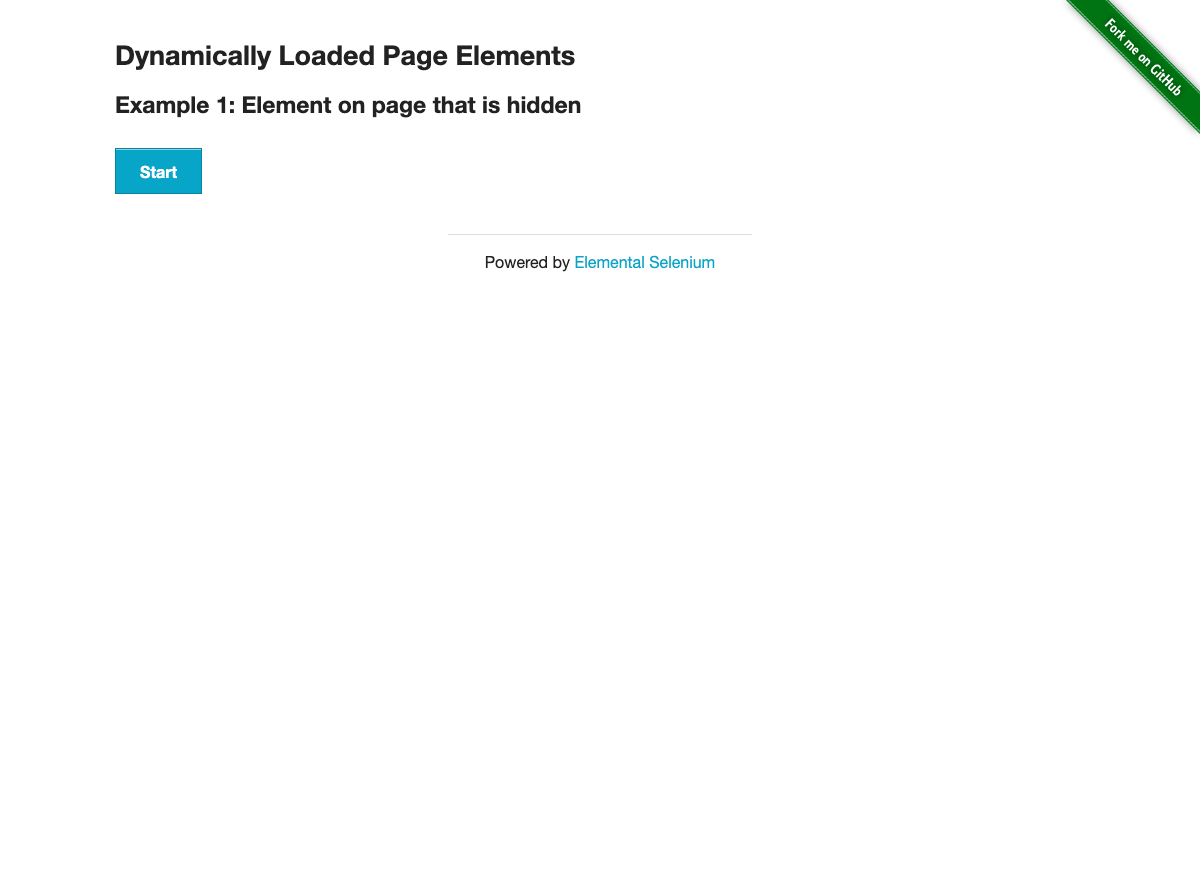 Dynamically Loaded Page Elements
Example 1: Element on page that is hidden
Start
Powered by Elemental Selenium
Fork me on GitHub